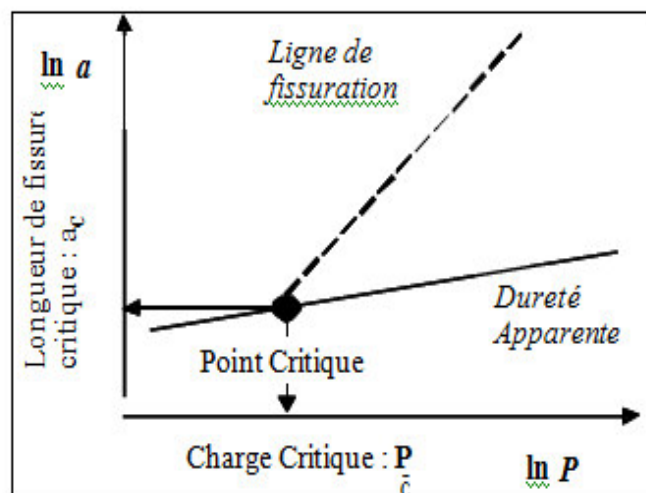 ln a
Ligne de
fissuration
Longueur de fissure
critique : ac
Dureté
Apparente
Point Critique
Charge Critique : Pc
ln P